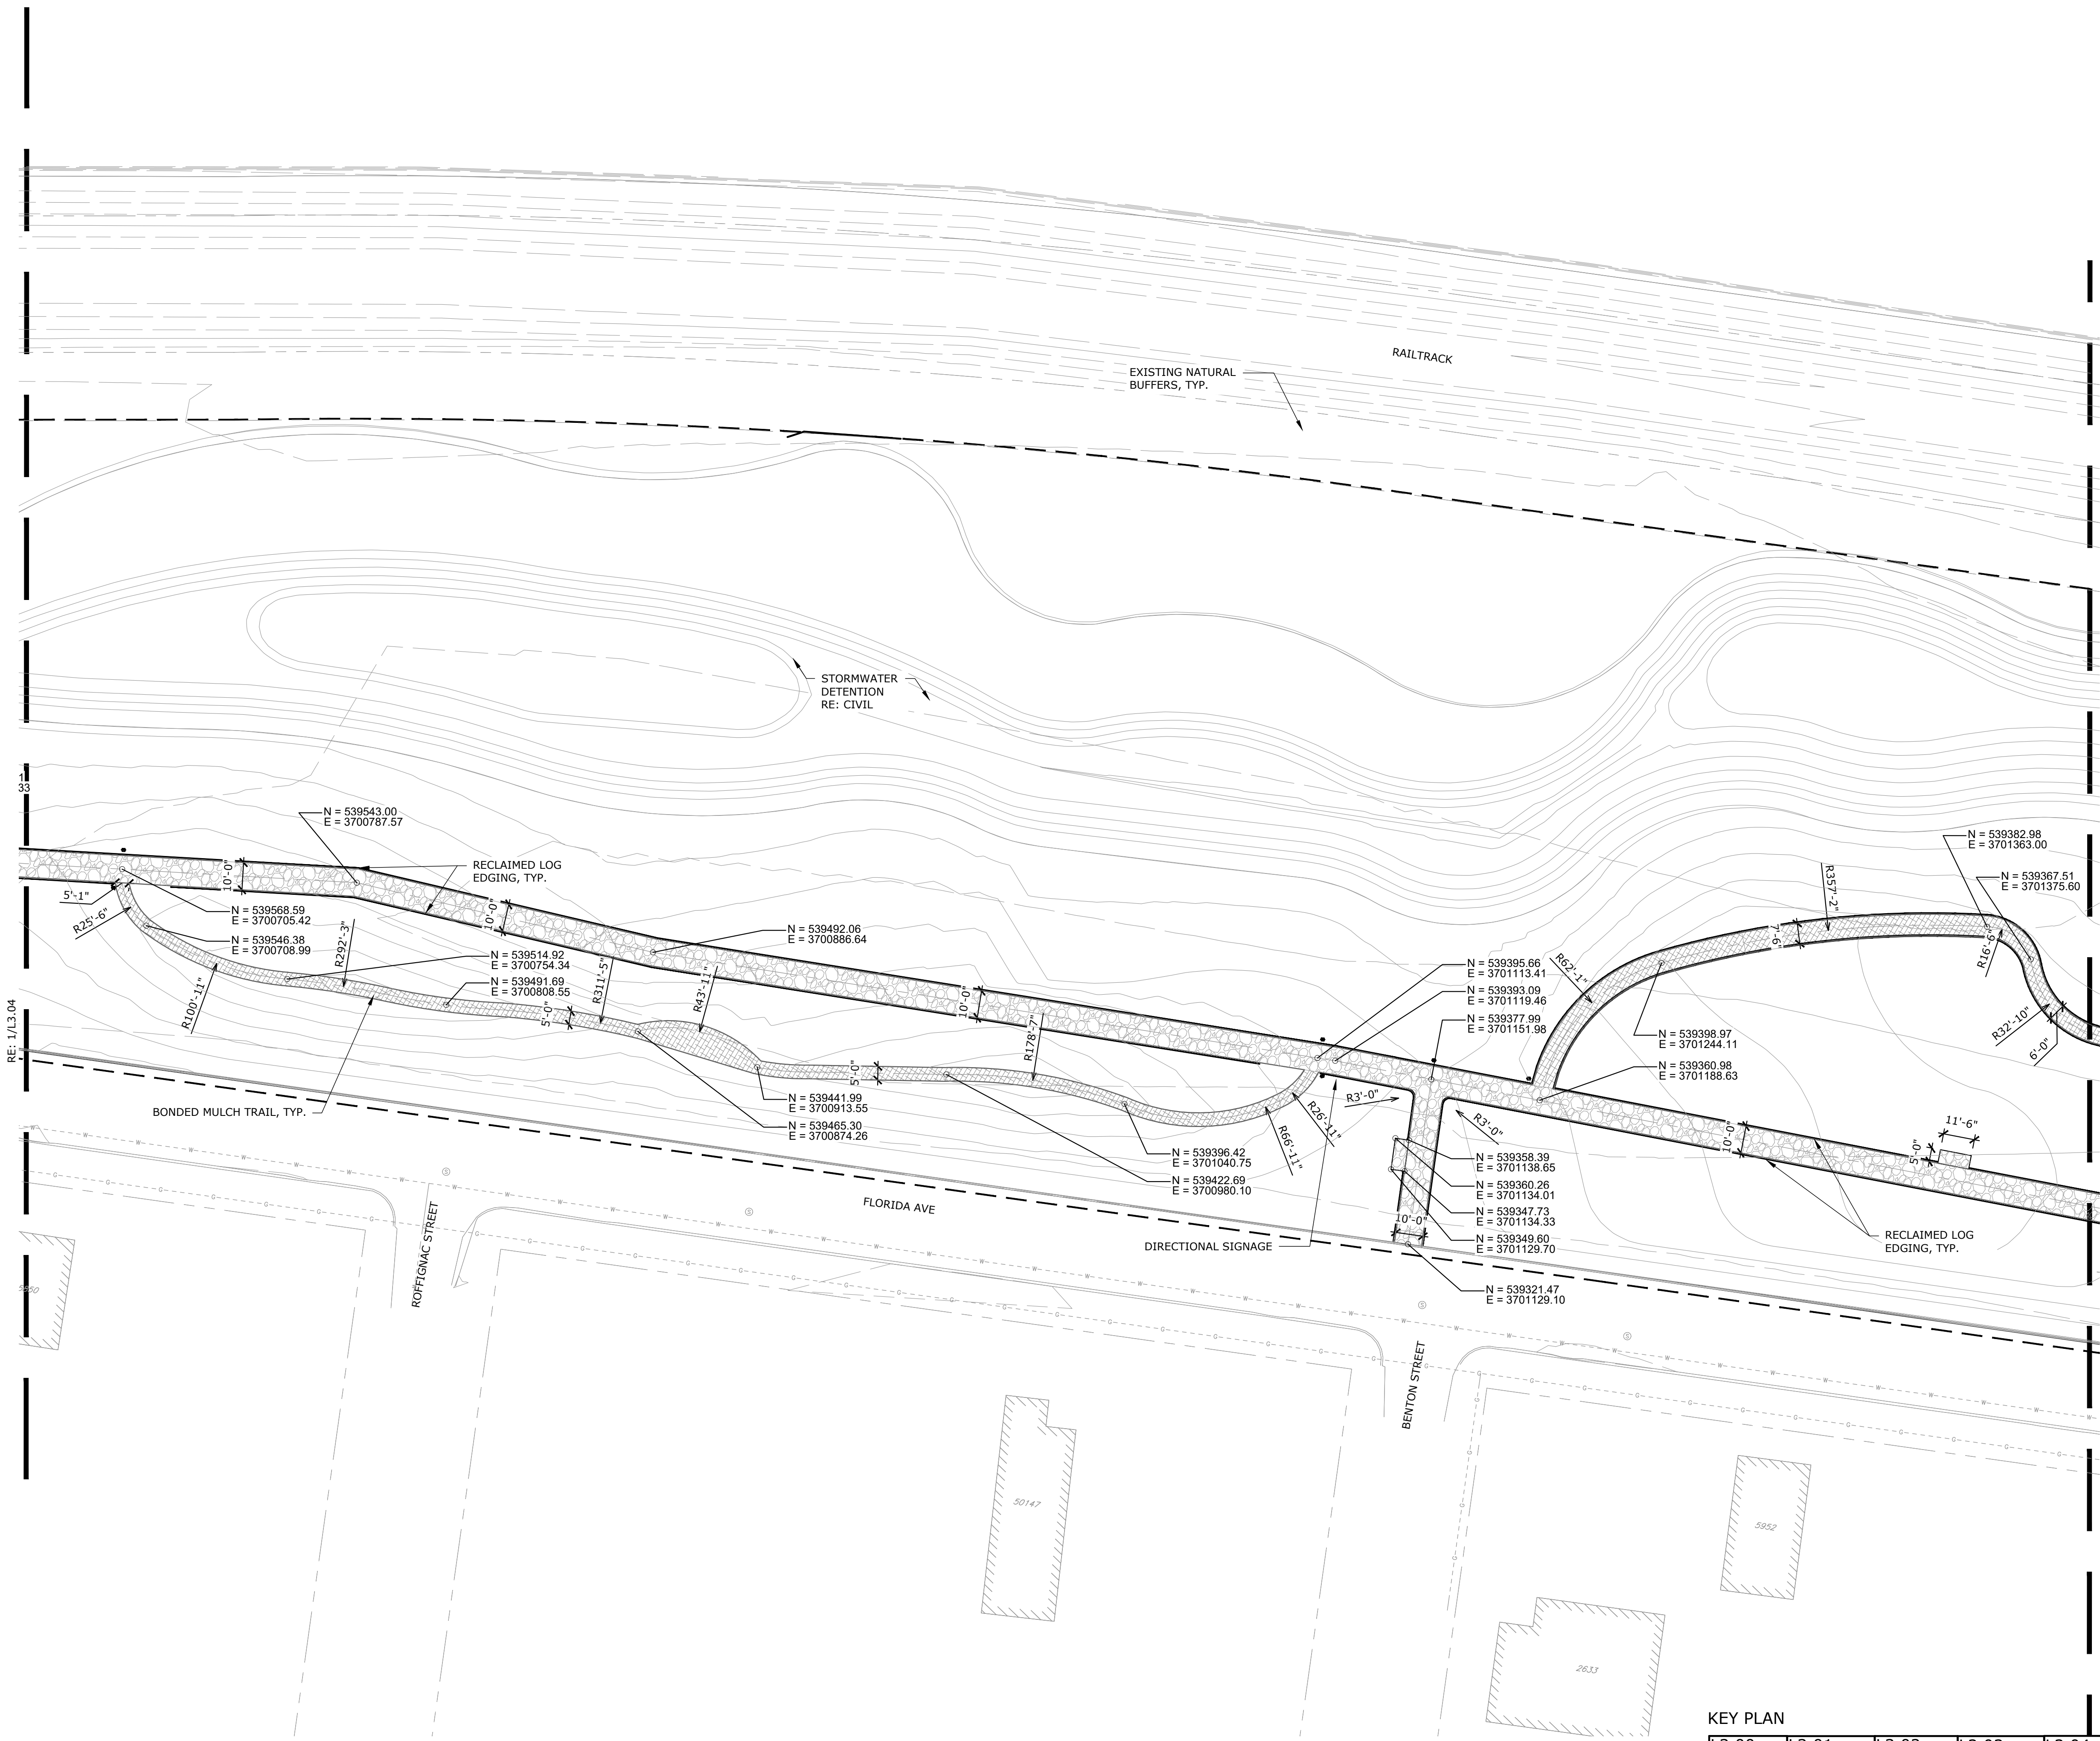 RAILTRACK
EXISTING NATURAL
BUFFERS, TYP.
STORMWATER
DETENTION
RE: CIVIL
1
33
N = 539543.00
E = 3700787.57
RECLAIMED LOG
EDGING, TYP.
10'-0"
5'-1"
R25'-6"
N = 539568.59
E = 3700705.42
N = 539546.38
E = 3700708.99
R292'-3"
10'-0"
N = 539514.92
E = 3700754.34
N = 539491.69
E = 3700808.55
R100'-11"
5'-0"
R311'-5"
R43'-11"
N = 539492.06
E = 3700886.64
10'-0"
R178'-7"
5'-0"
N = 539441.99
E = 3700913.55
N = 539465.30
E = 3700874.26
N = 539396.42
E = 3701040.75
N = 539422.69
E = 3700980.10
RE: 1/L3.04
BONDED MULCH TRAIL, TYP.
N = 539395.66
E = 3701113.41
N = 539393.09
E = 3701119.46
N = 539377.99
E = 3701151.98
R3'-0"
R3'-0"
R26'-11"
R66'-11"
N = 539358.39
E = 3701138.65
N = 539360.26
E = 3701134.01
N = 539347.73
E = 3701134.33
N = 539349.60
E = 3701129.70
10'-0"
DIRECTIONAL SIGNAGE
N = 539321.47
E = 3701129.10
N = 539382.98
E = 3701363.00
N = 539367.51
E = 3701375.60
R357'-2"
7'-6"
R62'-1"
R16'-6"
R32'-10"
6'-0"
N = 539398.97
E = 3701244.11
N = 539360.98
E = 3701188.63
10'-0"
11'-6"
5'-0"
RECLAIMED LOG
EDGING, TYP.
FLORIDA AVE
ROFFIGNAC STREET
BENTON STREET
50147
5952
2633
KEY PLAN